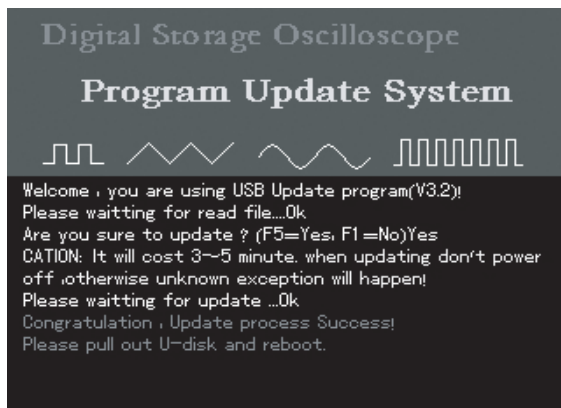 Digital Storage Oscilloscope
Program Update System
Welcome , you are using USB Update program(V3.2)!
Please waitting for read file....Ok
Are you sure to update ? (F5=Yes, F1=No)Yes
CATION: It will cost 3~5 minute. when updating don't power
off ,otherwise unknown exception will happen!
Please waitting for update ...Ok
Congratulation , Update process Success!
Please pull out U-disk and reboot.